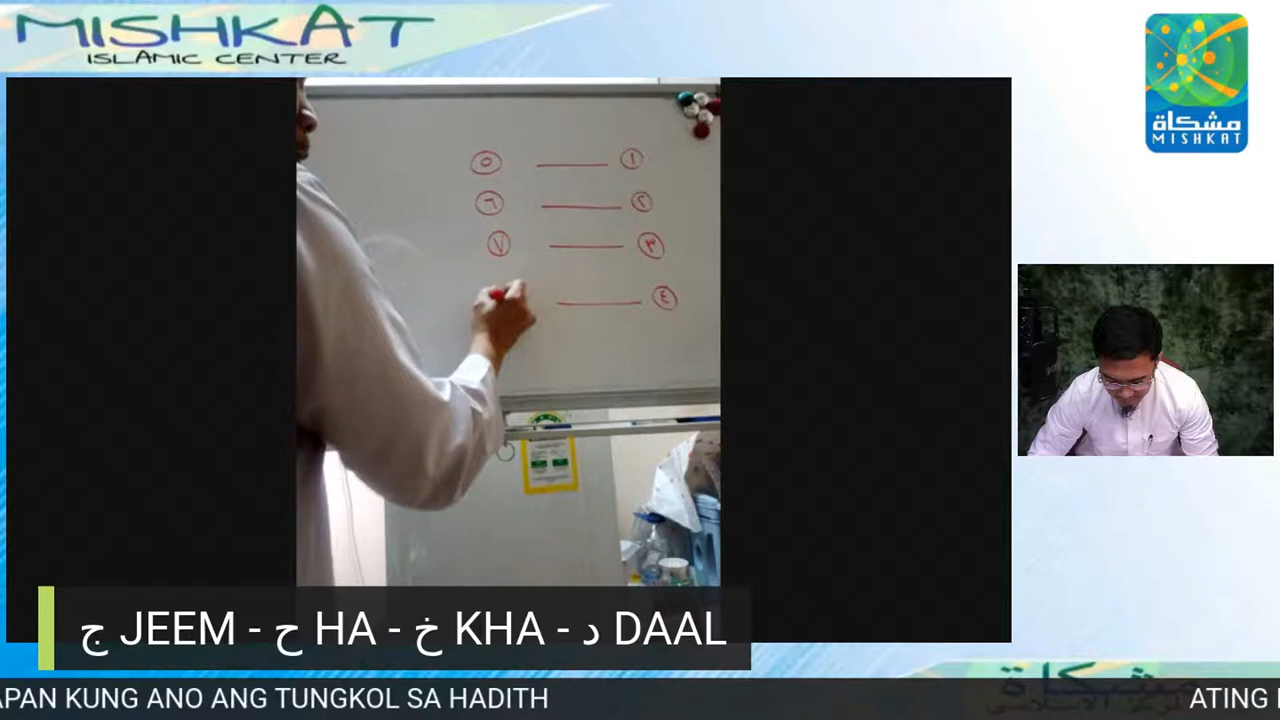 MISHKAT
ISLAMIC CENTER
مشكاة
MISHKAT
١ ٥
٢ ٦
٣ ٧
٤
ج JEEM - ح HA - خ KHA - د DAAL
مشكاة
APAN KUNG ANO ANG TUNGKOL SA HADITH
ATING